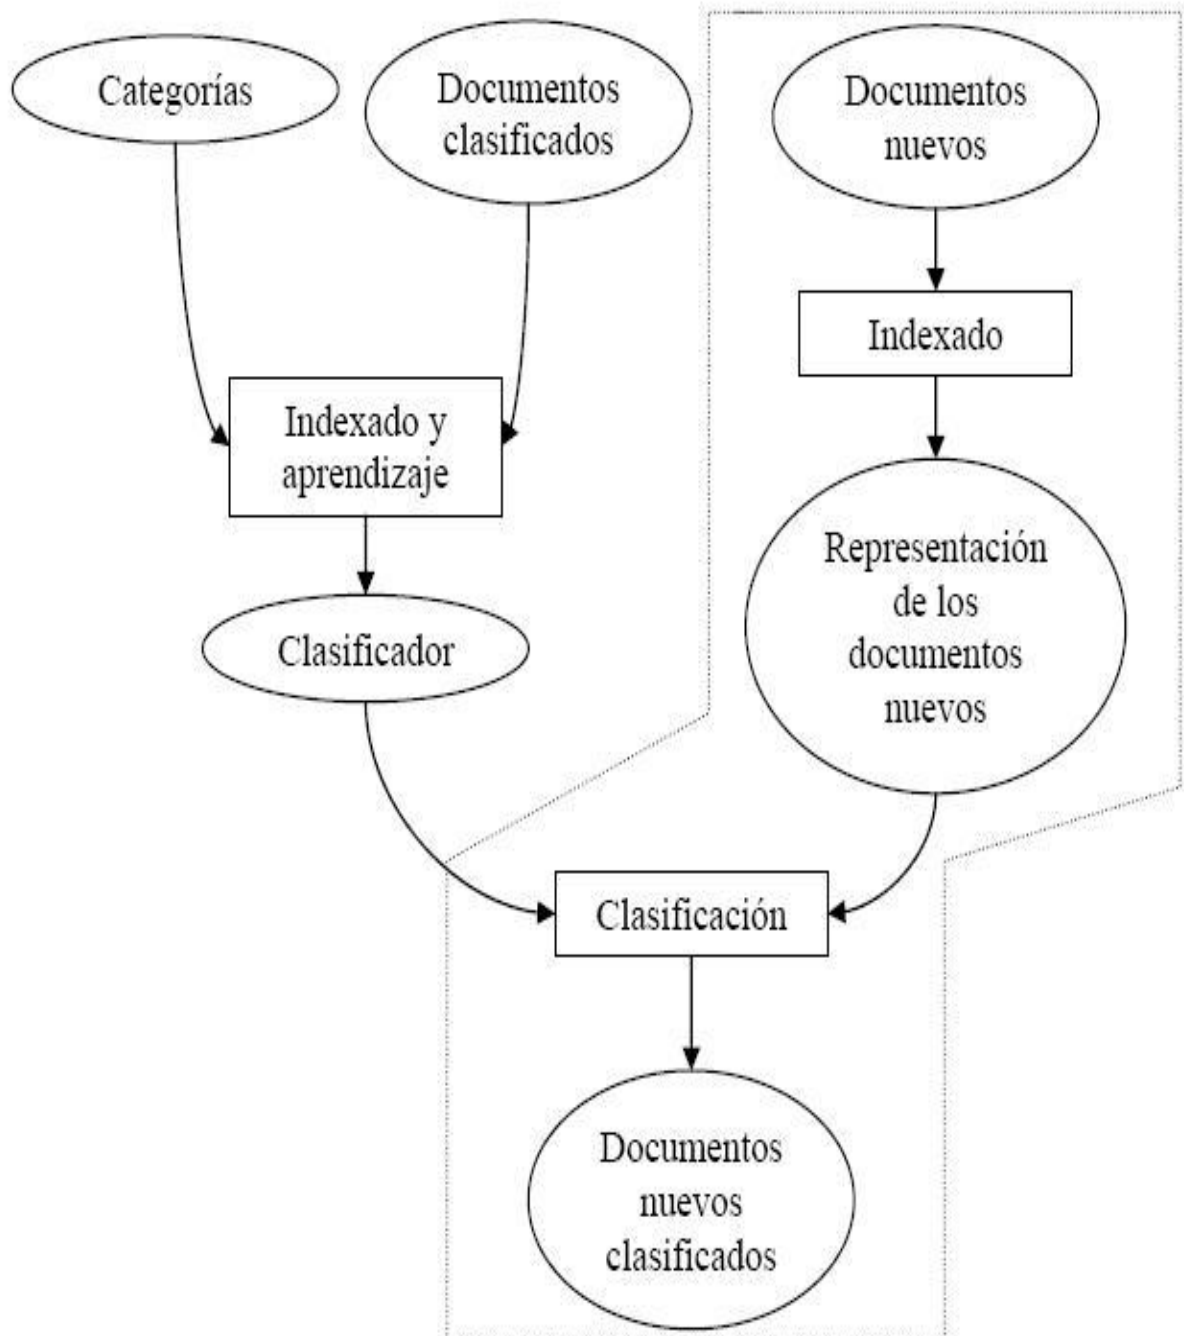 Categorías
Documentos
clasificados
Documentos
nuevos
Indexado
Indexado y
aprendizaje
Representación
de los
documentos
nuevos
Clasificador
Clasificación
Documentos
nuevos
clasificados